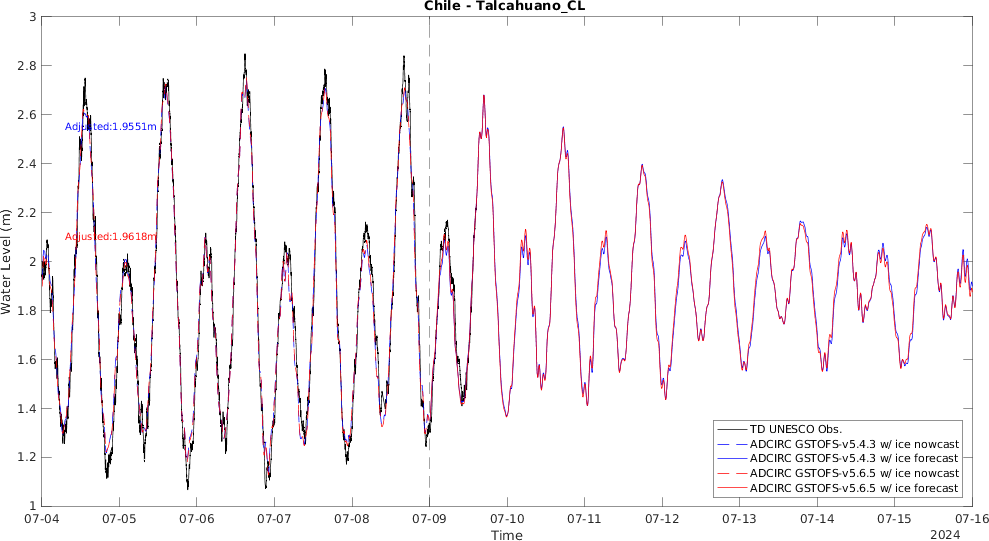 Chile - Talcahuano_CL
3
2.8
2.6
2.4
2.2
2
1.8
1.6
1.4
1.2
1
Water Level (m)
Adjusted:1.9551m
Adjusted:1.9618m
TD UNESCO Obs.
ADCIRC GSTOFS-v5.4.3 w/ ice nowcast
ADCIRC GSTOFS-v5.4.3 w/ ice forecast
ADCIRC GSTOFS-v5.6.5 w/ ice nowcast
ADCIRC GSTOFS-v5.6.5 w/ ice forecast
07-04 07-05 07-06 07-07 07-08 07-09 07-10 07-11 07-12 07-13 07-14 07-15 07-16
Time
2024